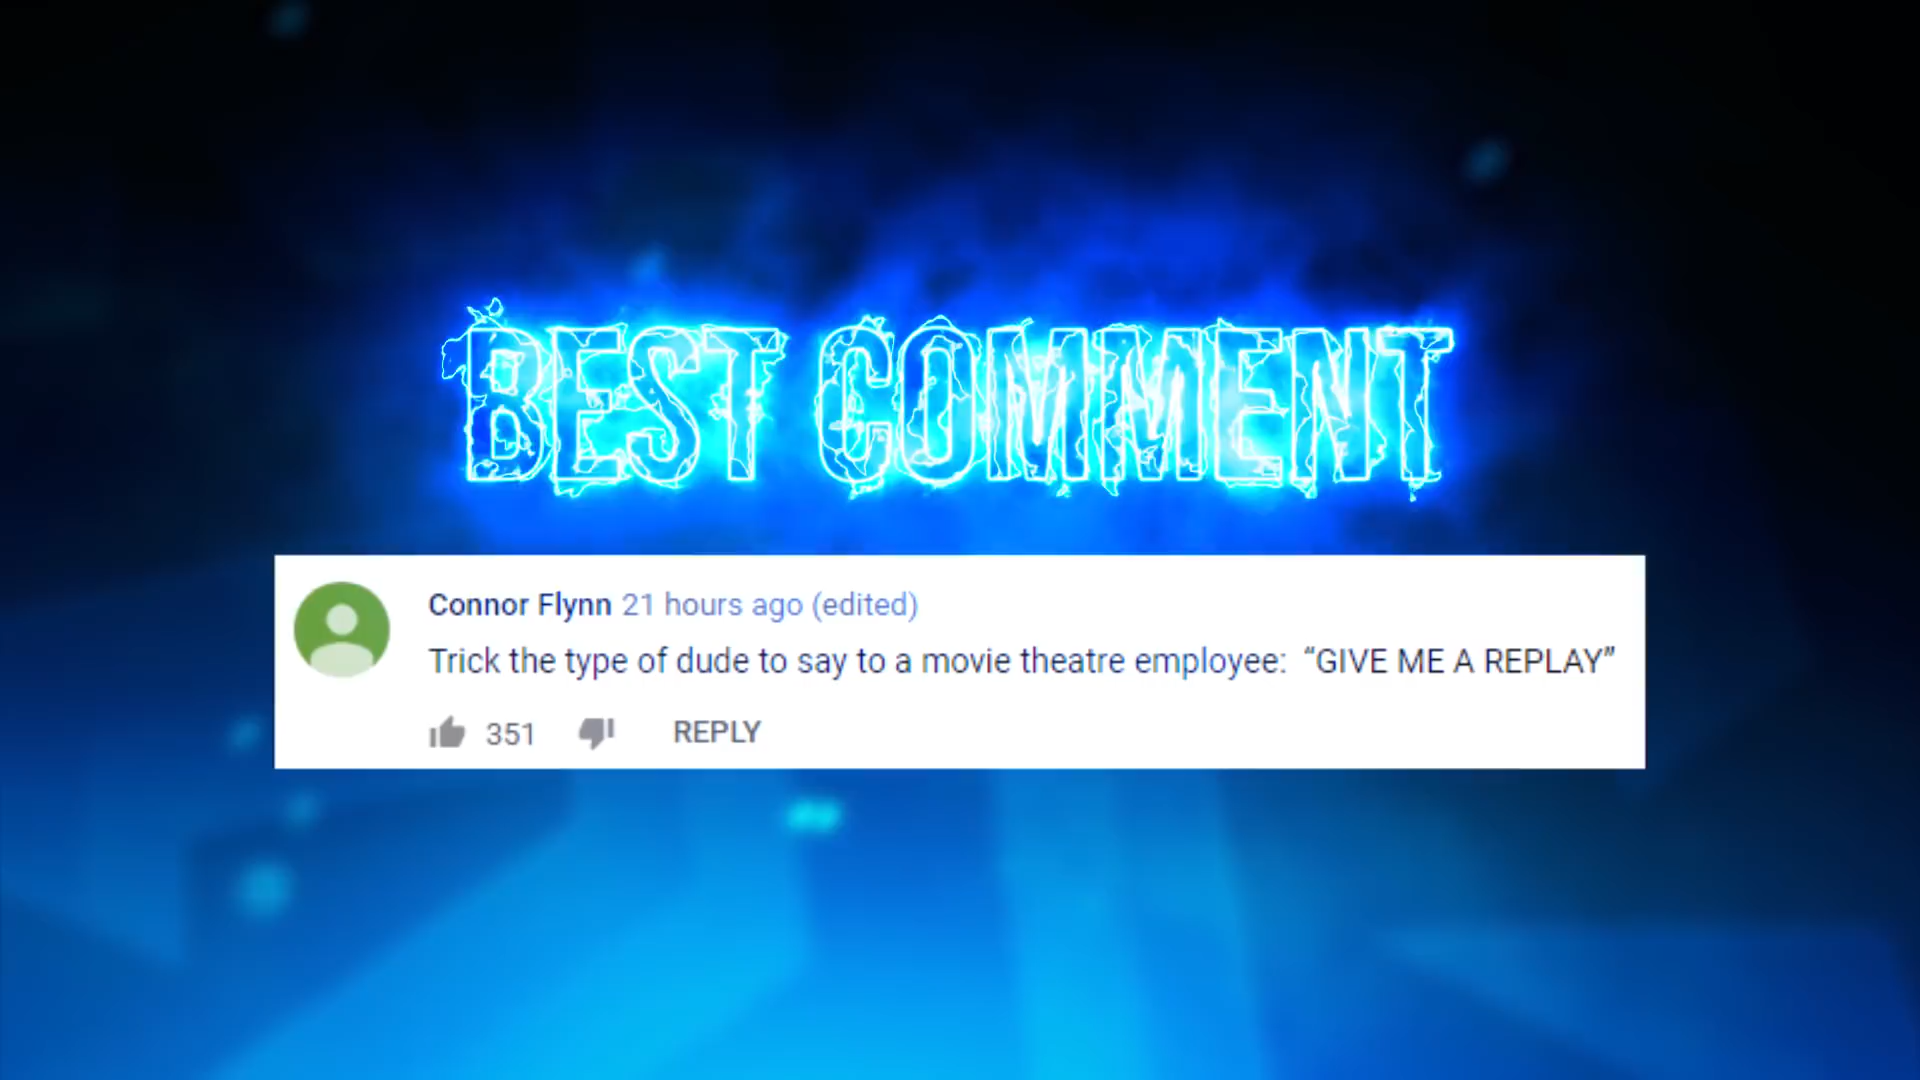 BEST COMMENT
Connor Flynn 21 hours ago (edited)
Trick the type of dude to say to a movie theatre employee: “GIVE ME A REPLAY”
351 REPLY